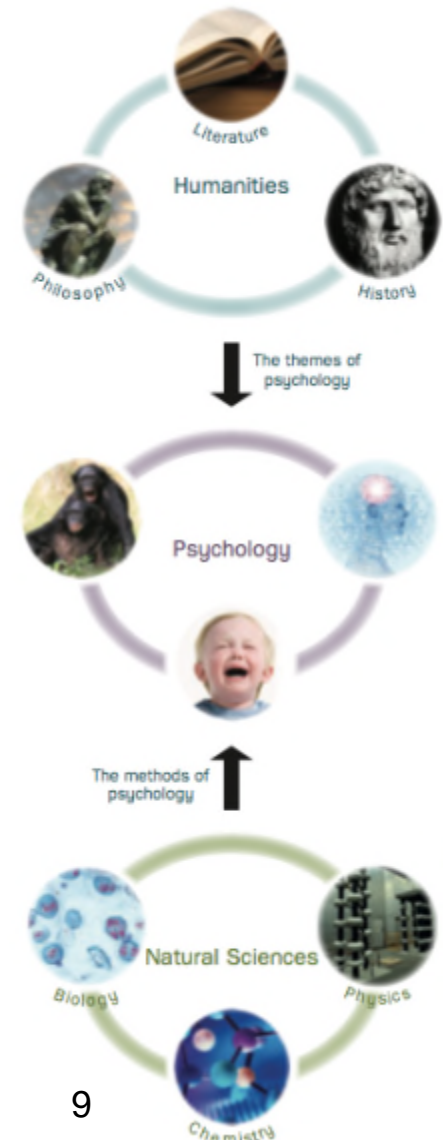 Literature
Humanities
Philosophy
History
The themes of
psychology
Psychology
The methods of
psychology
Natural Sciences
Biology
Physics
Chemistry
9